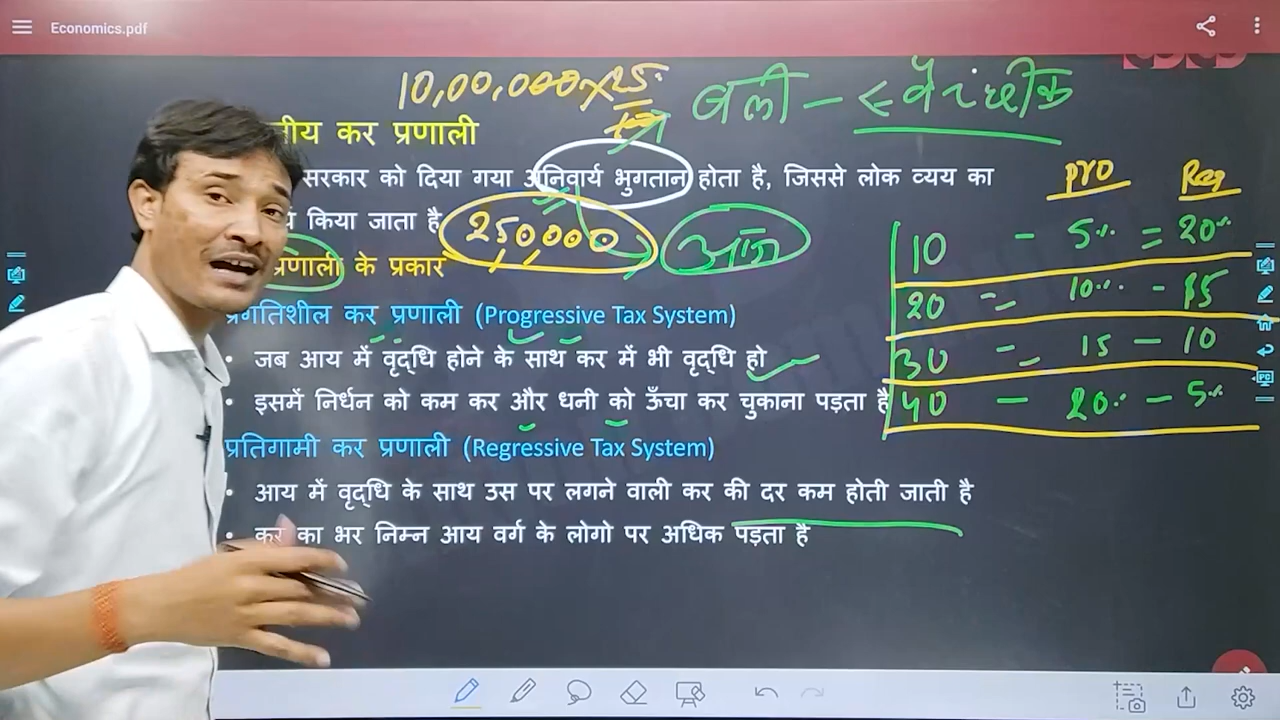 Economics.pdf
10,00,000 × 25
बली – स्वैच्छीक
तीय कर प्रणाली
सरकार को दिया गया अनिवार्य भुगतान होता है, जिससे लोक व्यय का
किया जाता है
250000
प्रणाली के प्रकार
प्रगतिशील कर प्रणाली (Progressive Tax System)
जब आय में वृद्धि होने के साथ कर में भी वृद्धि हो
इसमें निर्धन को कम कर और धनी को ऊँचा कर चुकाना पड़ता है
प्रतिगामी कर प्रणाली (Regressive Tax System)
आय में वृद्धि के साथ उस पर लगने वाली कर की दर कम होती जाती है
कर का भर निम्न आय वर्ग के लोगो पर अधिक पड़ता है
Pro Reg
10 - 5% = 20%
20 = 10% - 15
30 = 15 - 10
40 - 20% - 5%